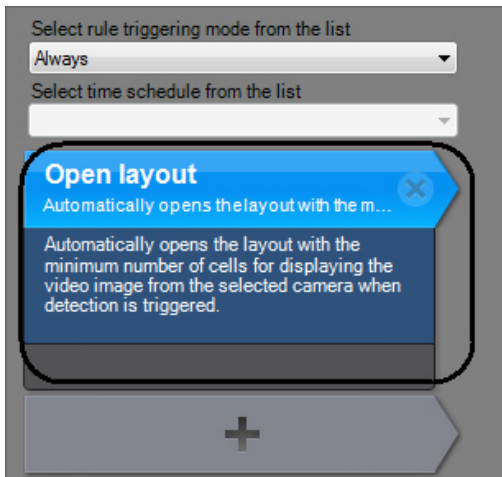 Select rule triggering mode from the list
Always
Select time schedule from the list
Open layout
Automatically opens the layout with the m...
Automatically opens the layout with the
minimum number of cells for displaying the
video image from the selected camera when
detection is triggered.